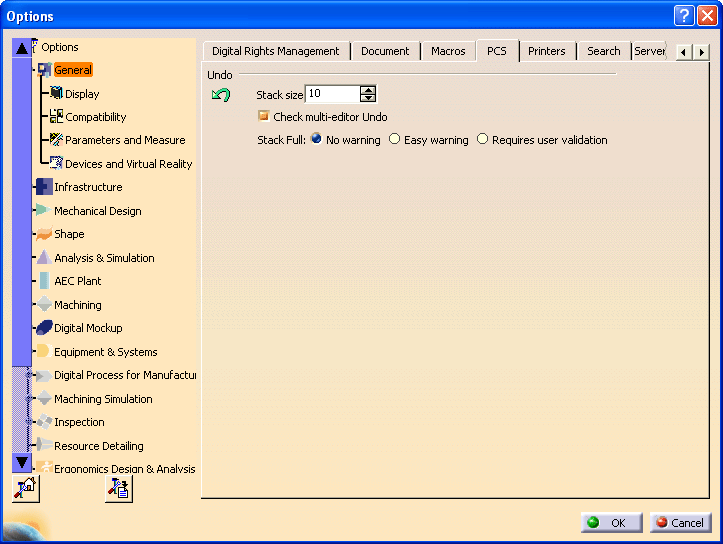 Options
Options
General
Display
Compatibility
Parameters and Measure
Devices and Virtual Reality
Infrastructure
Mechanical Design
Shape
Analysis & Simulation
AEC Plant
Machining
Digital Mockup
Equipment & Systems
Digital Process for Manufactu
Machining Simulation
Inspection
Resource Detailing
Ergonomics Design & Analysis
Digital Rights Management Document Macros PCS Printers Search Server
Undo
Stack size 10
Check multi-editor Undo
Stack Full: No warning Easy warning Requires user validation
OK Cancel